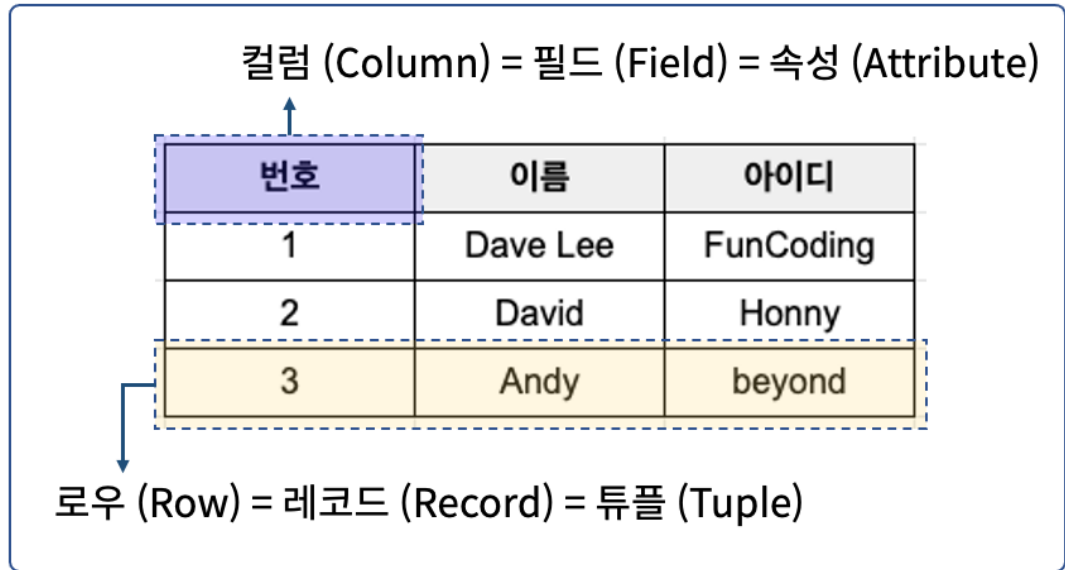 컬럼 (Column) = 필드 (Field) = 속성 (Attribute)
번호 이름 아이디
1 Dave Lee FunCoding
2 David Honny
3 Andy beyond
로우 (Row) = 레코드 (Record) = 튜플 (Tuple)